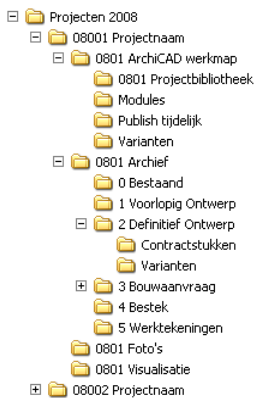 Projecten 2008
08001 Projectnaam
0801 ArchiCAD werkmap
0801 Projectbibliotheek
Modules
Publish tijdelijk
Varianten
0801 Archief
0 Bestaand
1 Voorlopig Ontwerp
2 Definitief Ontwerp
Contractstukken
Varianten
3 Bouwaanvraag
4 Bestek
5 Werktekeningen
0801 Foto's
0801 Visualisatie
08002 Projectnaam